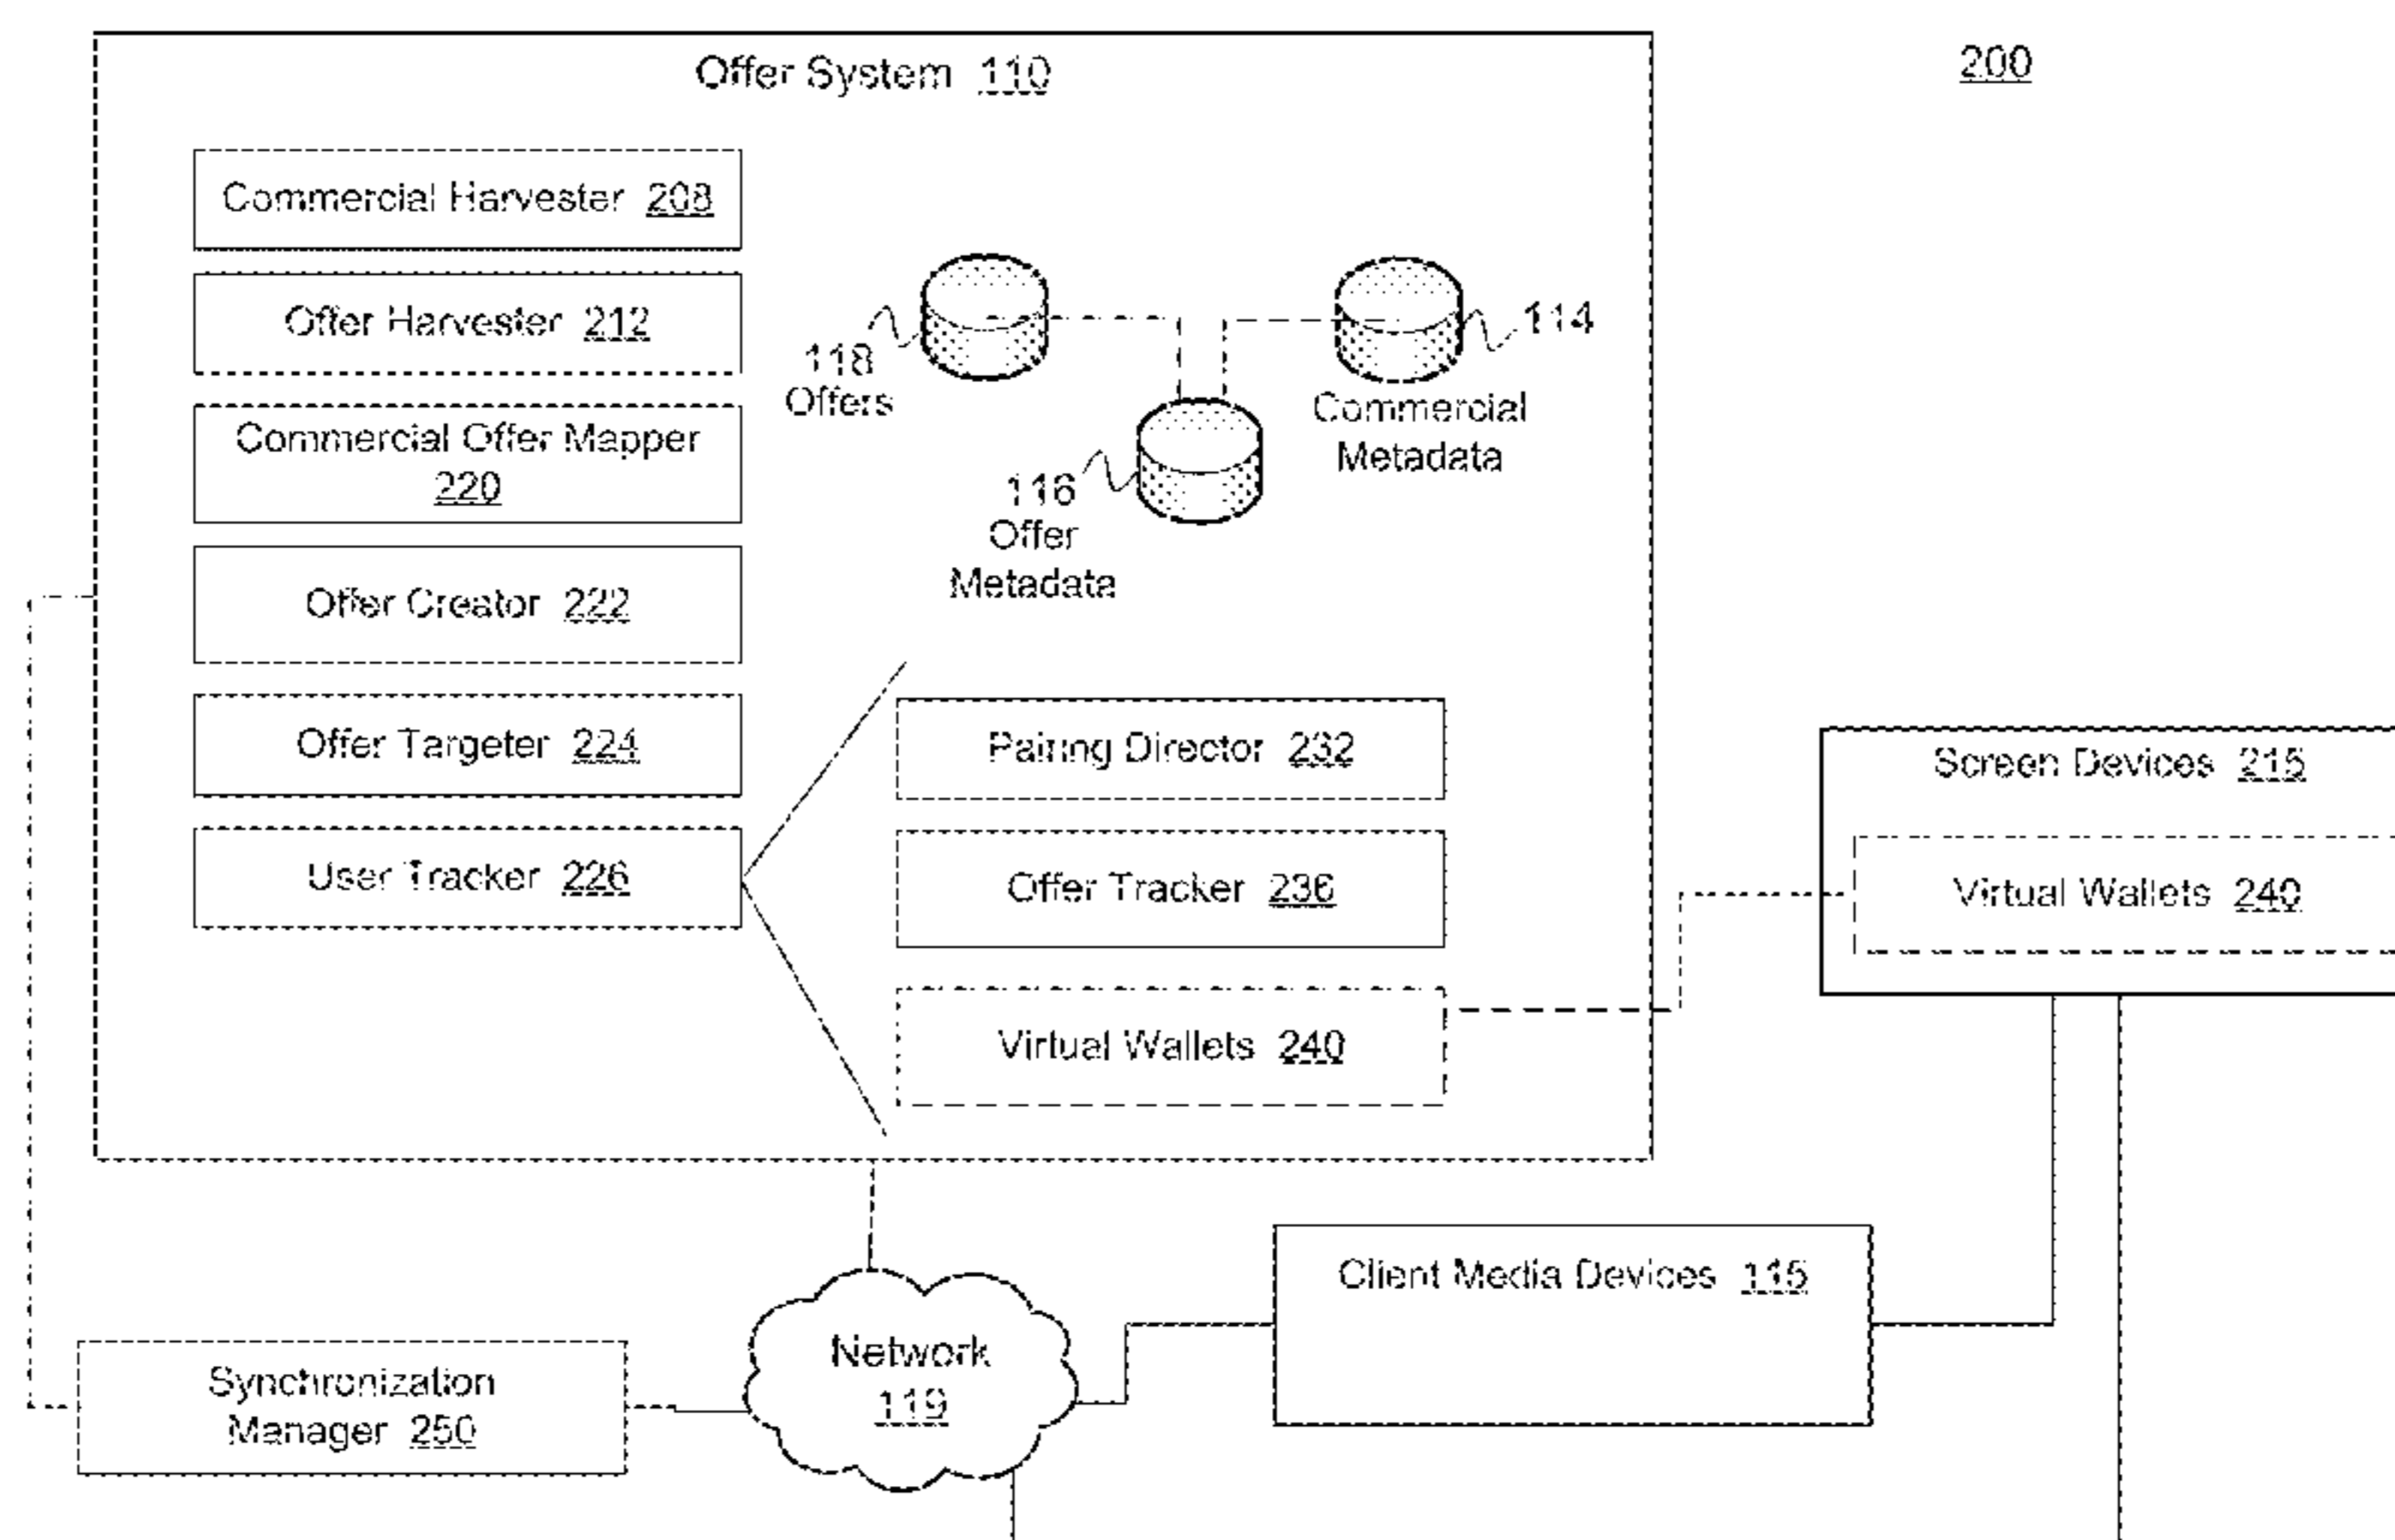 Offer System 110
200
Commercial Harvester 208
Offer Harvester 212
Commercial Offer Mapper
220
Offer Creator 222
Offer Targeter 224
User Tracker 226
118
Offers
114
Commercial
Metadata
116
Offer
Metadata
Pairing Director 232
Offer Tracker 236
Virtual Wallets 240
Screen Devices 215
Virtual Wallets 240
Client Media Devices 115
Network
119
Synchronization
Manager 250